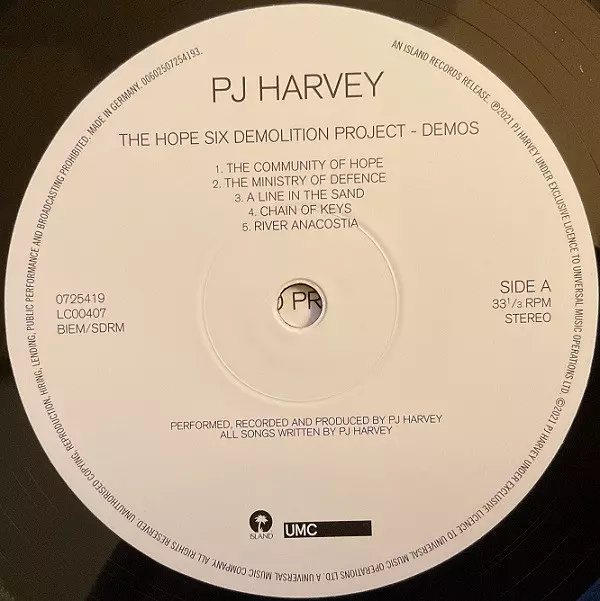 PJ HARVEY
THE HOPE SIX DEMOLITION PROJECT - DEMOS
1. THE COMMUNITY OF HOPE
2. THE MINISTRY OF DEFENCE
3. A LINE IN THE SAND
4. CHAIN OF KEYS
5. RIVER ANACOSTIA
O PR
0725419
LC00407
BIEM/SDRM
SIDE A
33 1/3 RPM
STEREO
PERFORMED, RECORDED AND PRODUCED BY PJ HARVEY
ALL SONGS WRITTEN BY PJ HARVEY
ISLAND
UMC
AN ISLAND RECORDS RELEASE. ℗2021 PJ HARVEY UNDER EXCLUSIVE LICENCE TO UNIVERSAL MUSIC OPERATIONS LTD. ©2021 PJ HARVEY UNDER EXCLUSIVE LICENCE TO UNIVERSAL MUSIC OPERATIONS LTD. A UNIVERSAL MUSIC COMPANY. ALL RIGHTS RESERVED. UNAUTHORISED COPYING, REPRODUCTION, HIRING, LENDING, PUBLIC PERFORMANCE AND BROADCASTING PROHIBITED. MADE IN GERMANY. 00602507254193.